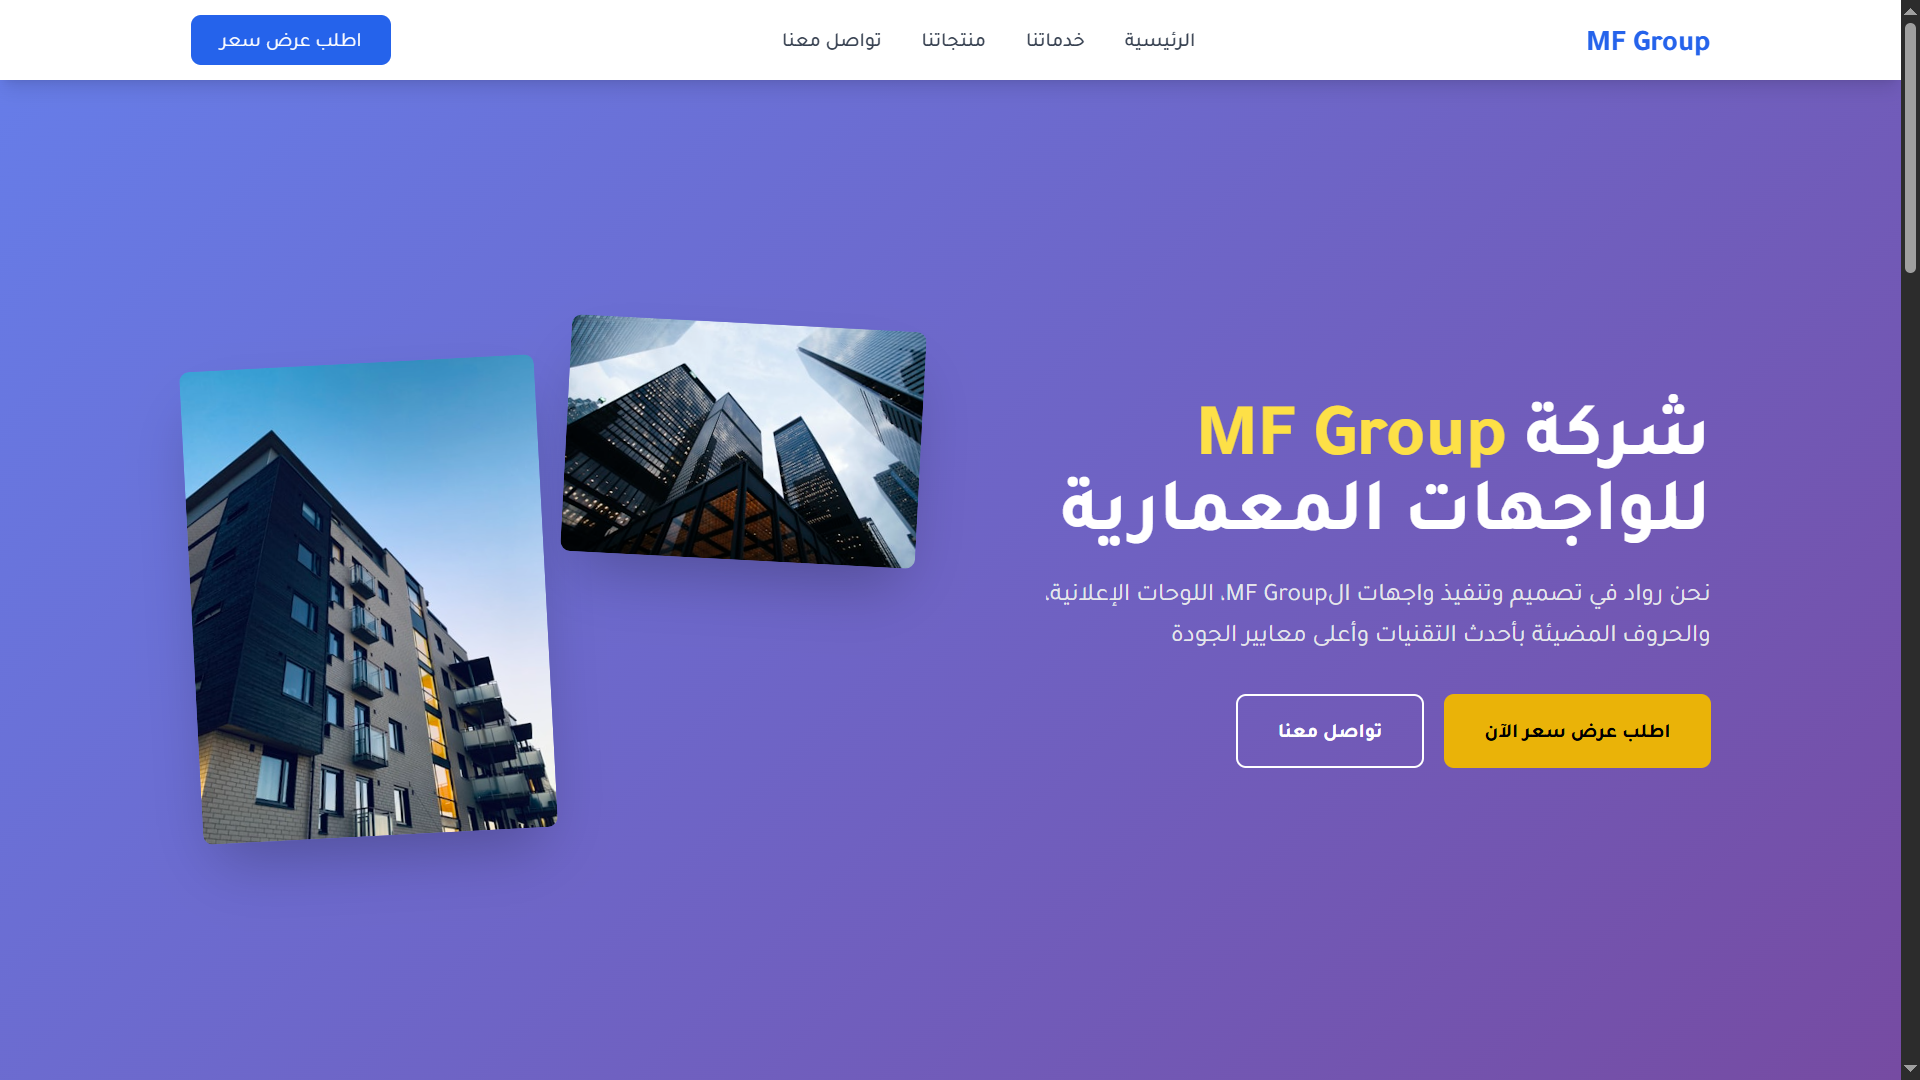 MF Group
الرئيسية
خدماتنا
منتجاتنا
تواصل معنا
اطلب عرض سعر
شركة MF Group
للواجهات المعمارية
نحن رواد في تصميم وتنفيذ واجهات الMF Group، اللوحات الإعلانية،
والحروف المضيئة بأحدث التقنيات وأعلى معايير الجودة
اطلب عرض سعر الآن
تواصل معنا